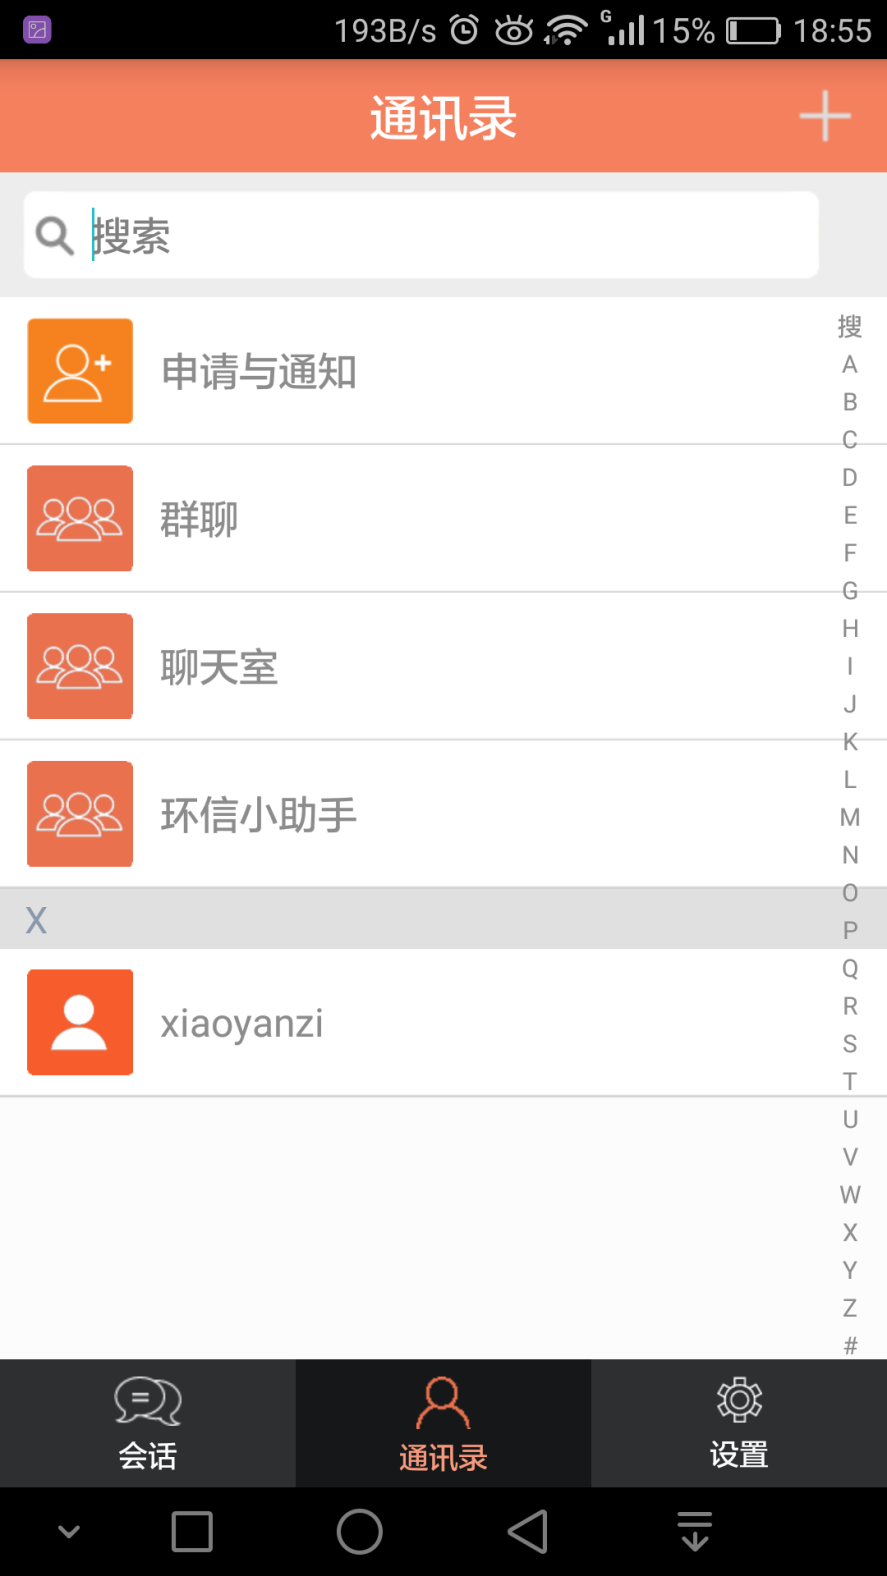 193B/s G 15% 18:55
通讯录
搜索
申请与通知
群聊
聊天室
环信小助手
X
xiaoyanzi
搜
A
B
C
D
E
F
G
H
I
J
K
L
M
N
O
P
Q
R
S
T
U
V
W
X
Y
Z
#
会话 通讯录 设置